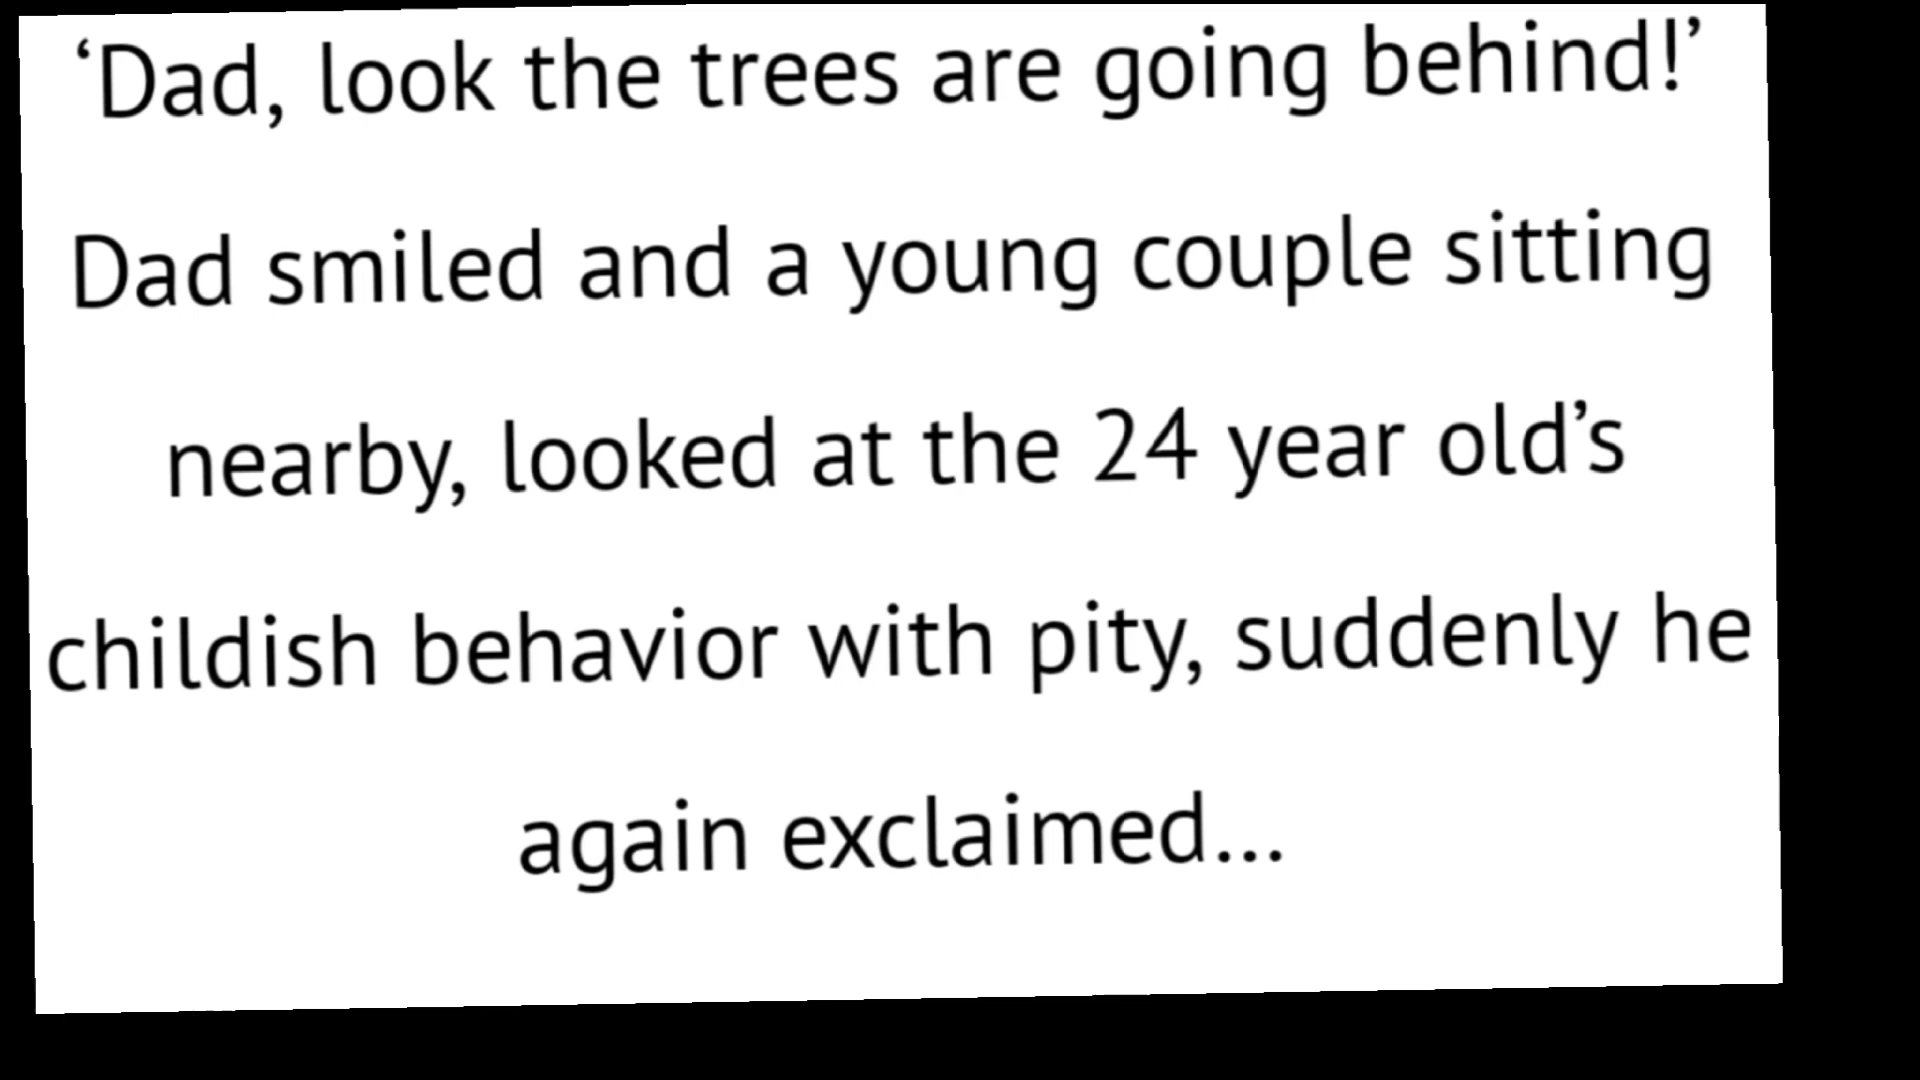 ‘Dad, look the trees are going behind!’
Dad smiled and a young couple sitting
nearby, looked at the 24 year old’s
childish behavior with pity, suddenly he
again exclaimed...